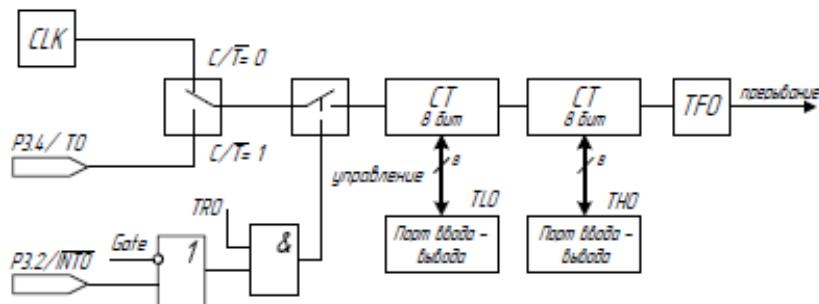 CLK
C/T̅= 0
P3.4/ T0
C/T̅= 1
CT
8 бит
CT
8 бит
TF0
прерывание
управление
8
TL0
8
TH0
Порт ввода –
вывода
Порт ввода –
вывода
TR0
&
Gate
1
P3.2/I̅N̅T̅0̅